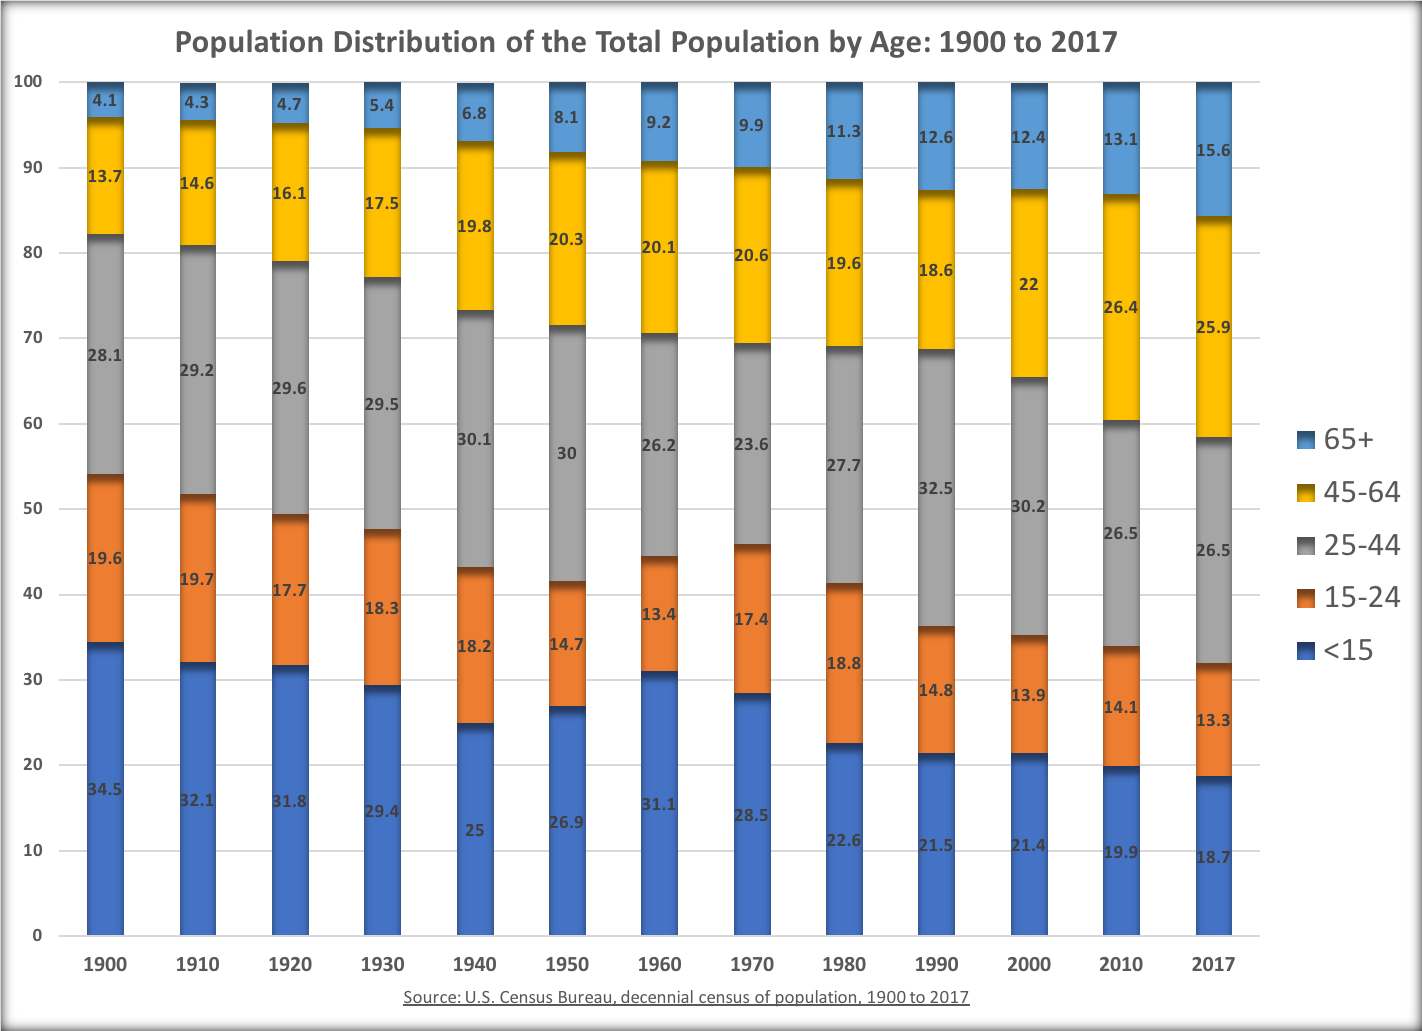 Population Distribution of the Total Population by Age: 1900 to 2017
100
90
80
70
60
50
40
30
20
10
0
4.1 4.3 4.7 5.4 6.8 8.1 9.2 9.9 11.3 12.6 12.4 13.1 15.6
13.7 14.6 16.1 17.5 19.8 20.3 20.1 20.6 19.6 18.6 22 26.4 25.9
28.1 29.2 29.6 29.5 30.1 30 26.2 23.6 27.7 32.5 30.2 26.5 26.5
19.6 19.7 17.7 18.3 18.2 14.7 13.4 17.4 18.8 14.8 13.9 14.1 13.3
34.5 32.1 31.8 29.4 25 26.9 31.1 28.5 22.6 21.5 21.4 19.9 18.7
1900 1910 1920 1930 1940 1950 1960 1970 1980 1990 2000 2010 2017
65+
45-64
25-44
15-24
<15
Source: U.S. Census Bureau, decennial census of population, 1900 to 2017